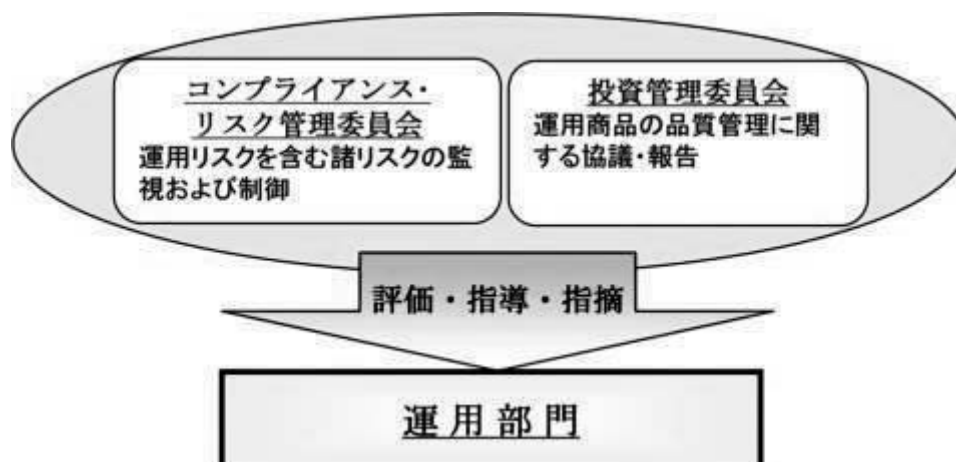 コンプライアンス・
リスク管理委員会
運用リスクを含む諸リスクの監
視および制御
投資管理委員会
運用商品の品質管理に関
する協議・報告
評価・指導・指摘
運用部門